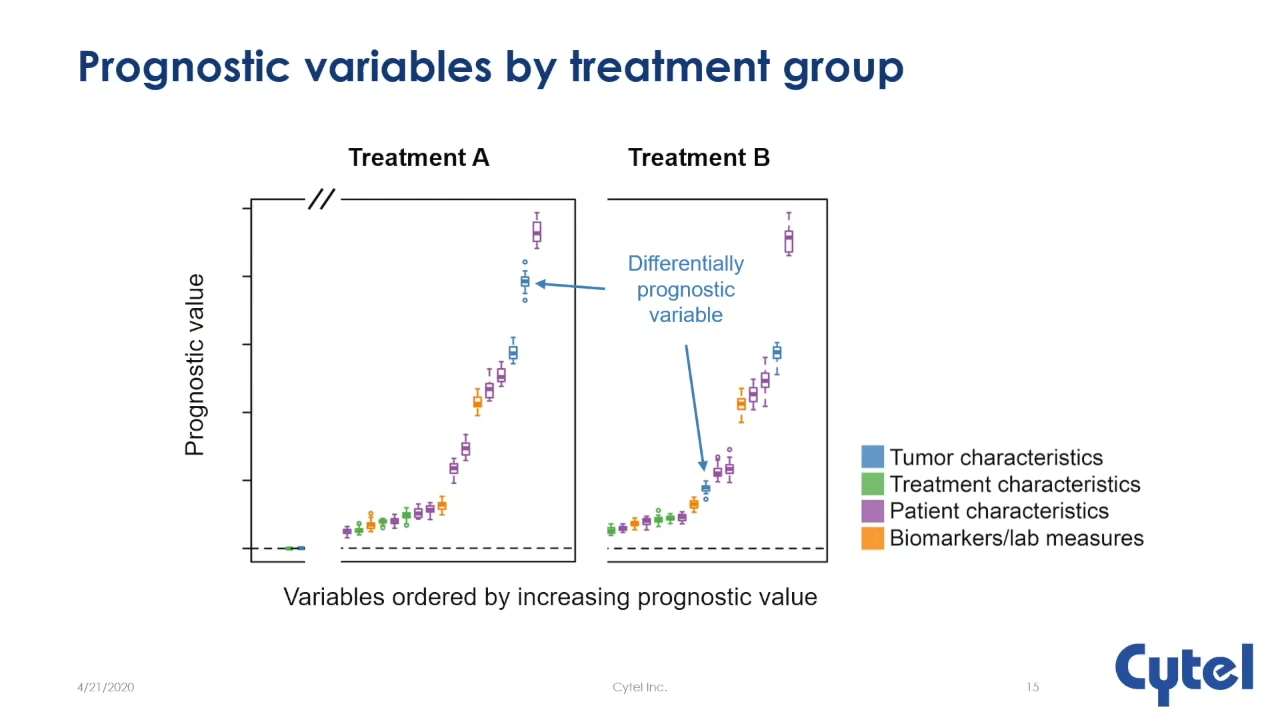 Prognostic variables by treatment group
Treatment A
Treatment B
Prognostic value
Differentially
prognostic
variable
Tumor characteristics
Treatment characteristics
Patient characteristics
Biomarkers/lab measures
Variables ordered by increasing prognostic value
4/21/2020
Cytel Inc.
15
Cytel